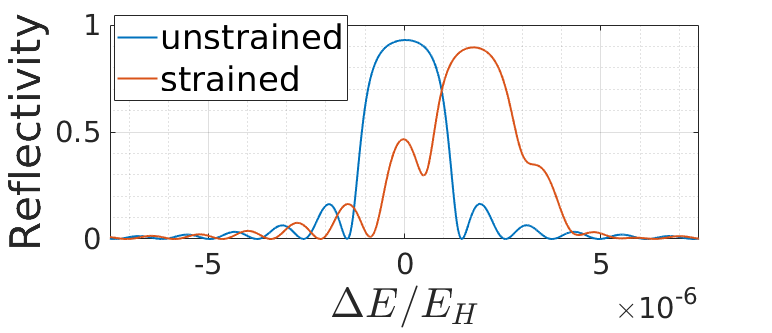 Reflectivity
1
0.5
0
unstrained
strained
-5 0 5
×10⁻⁶
ΔE/E_H